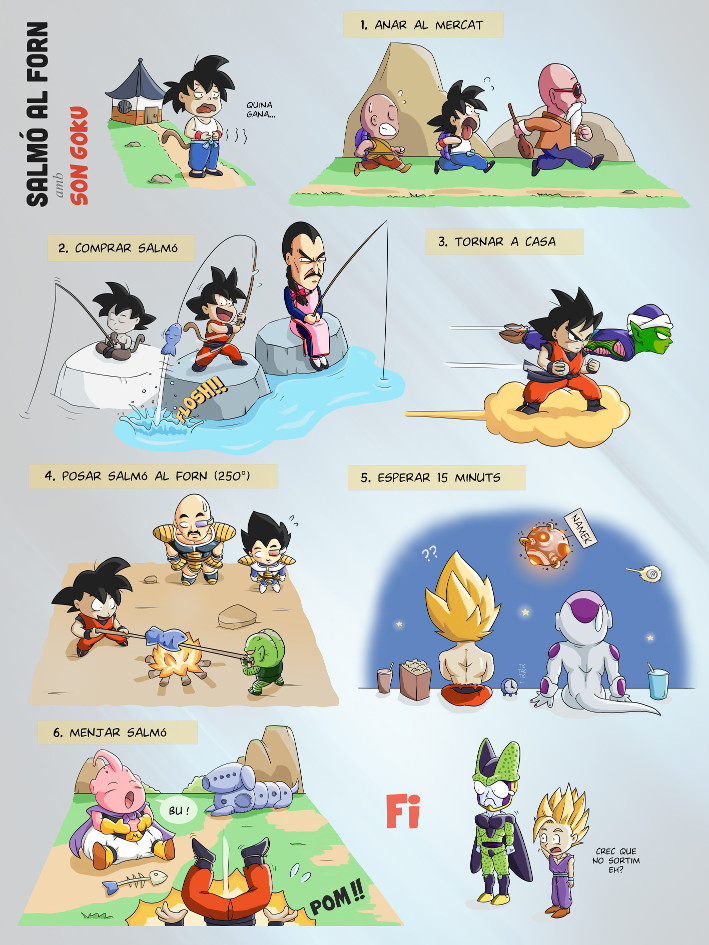 SALMÓ AL FORN
amb
SON GOKU
QUINA
GANA...
1. ANAR AL MERCAT
2. COMPRAR SALMÓ
FLOSH!!!
3. TORNAR A CASA
4. POSAR SALMÓ AL FORN (250°)
5. ESPERAR 15 MINUTS
??
NAMEK
6. MENJAR SALMÓ
BU!
POM!!
Fi
CREC QUE
NO SORTIM
EH?